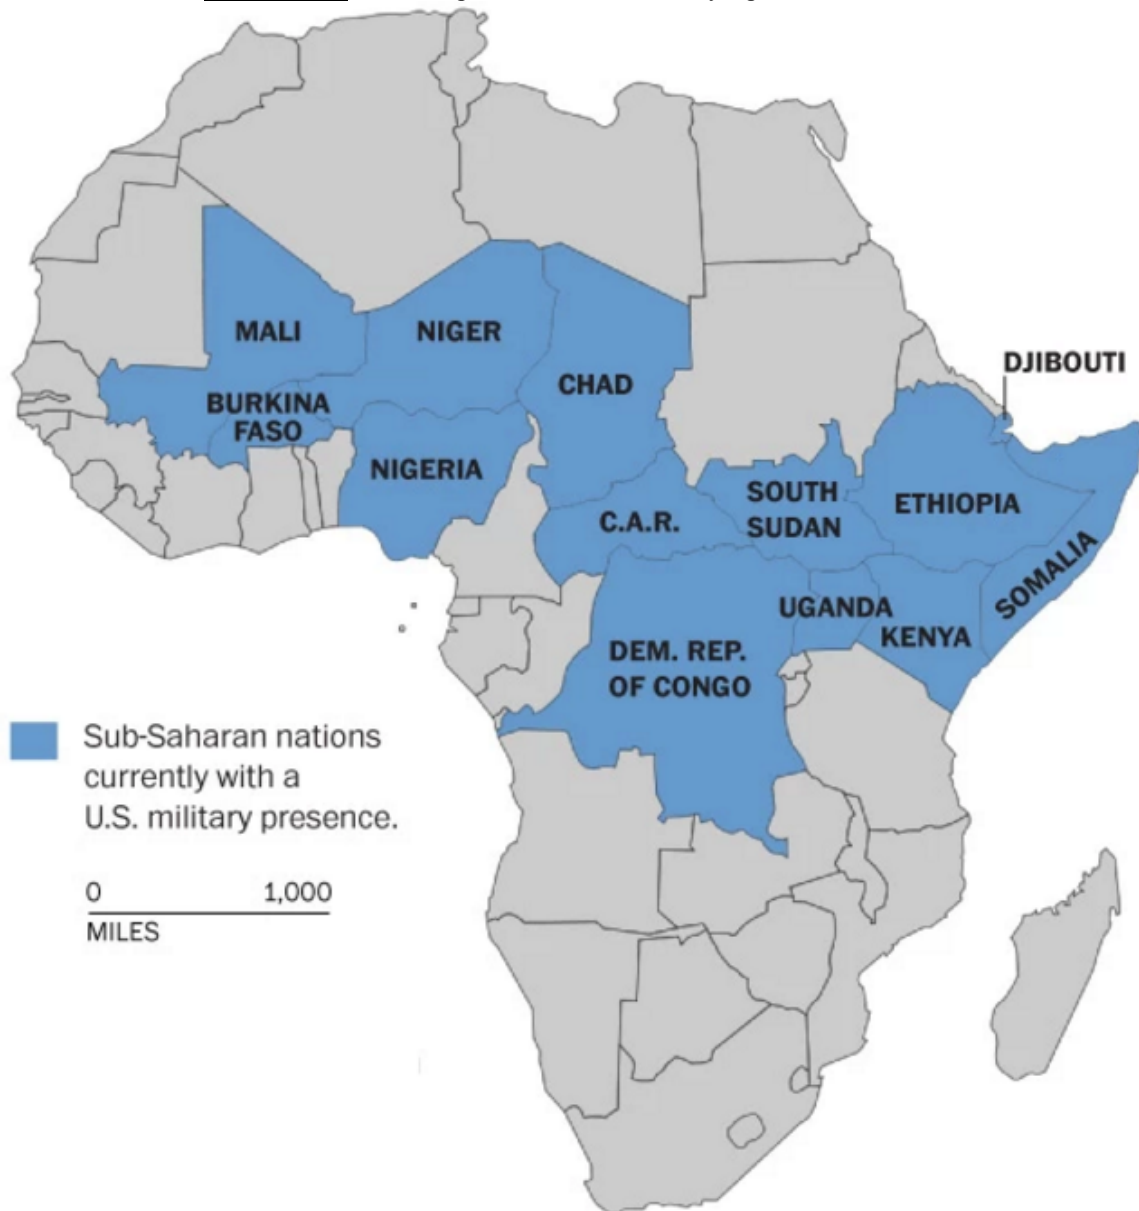 MALI
NIGER
CHAD
DJIBOUTI
BURKINA
FASO
NIGERIA
C.A.R.
SOUTH
SUDAN
ETHIOPIA
SOMALIA
UGANDA
KENYA
DEM. REP.
OF CONGO
Sub-Saharan nations
currently with a
U.S. military presence.
0 1,000
MILES